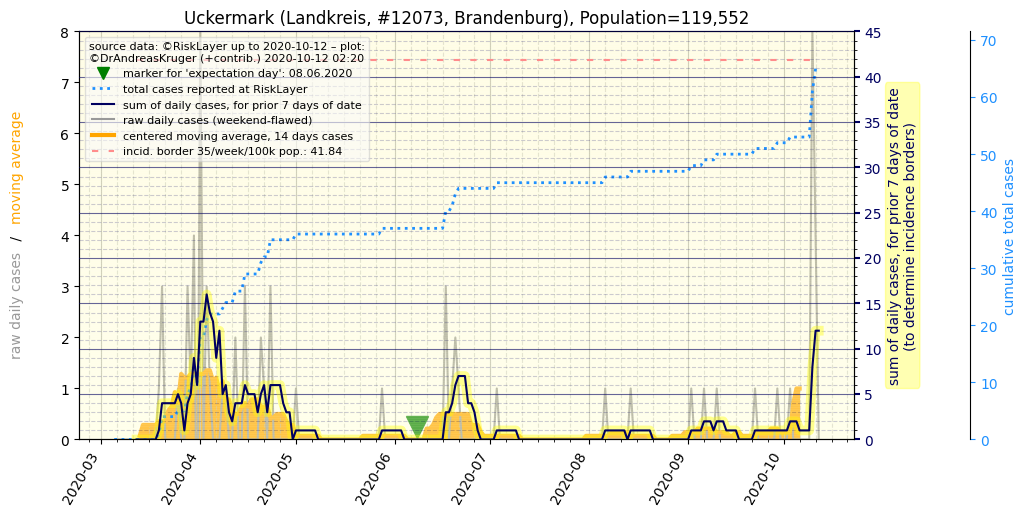 Uckermark (Landkreis, #12073, Brandenburg), Population=119,552
source data: ©RiskLayer up to 2020-10-12 – plot:
©DrAndreasKruger (+contrib.) 2020-10-12 02:20
marker for 'expectation day': 08.06.2020
total cases reported at RiskLayer
sum of daily cases, for prior 7 days of date
raw daily cases (weekend-flawed)
centered moving average, 14 days cases
incid. border 35/week/100k pop.: 41.84
raw daily cases / moving average
8
7
6
5
4
3
2
1
0
2020-03
2020-04
2020-05
2020-06
2020-07
2020-08
2020-09
2020-10
45
40
35
30
25
20
15
10
5
0
sum of daily cases, for prior 7 days of date
(to determine incidence borders)
70
60
50
40
30
20
10
0
cumulative total cases